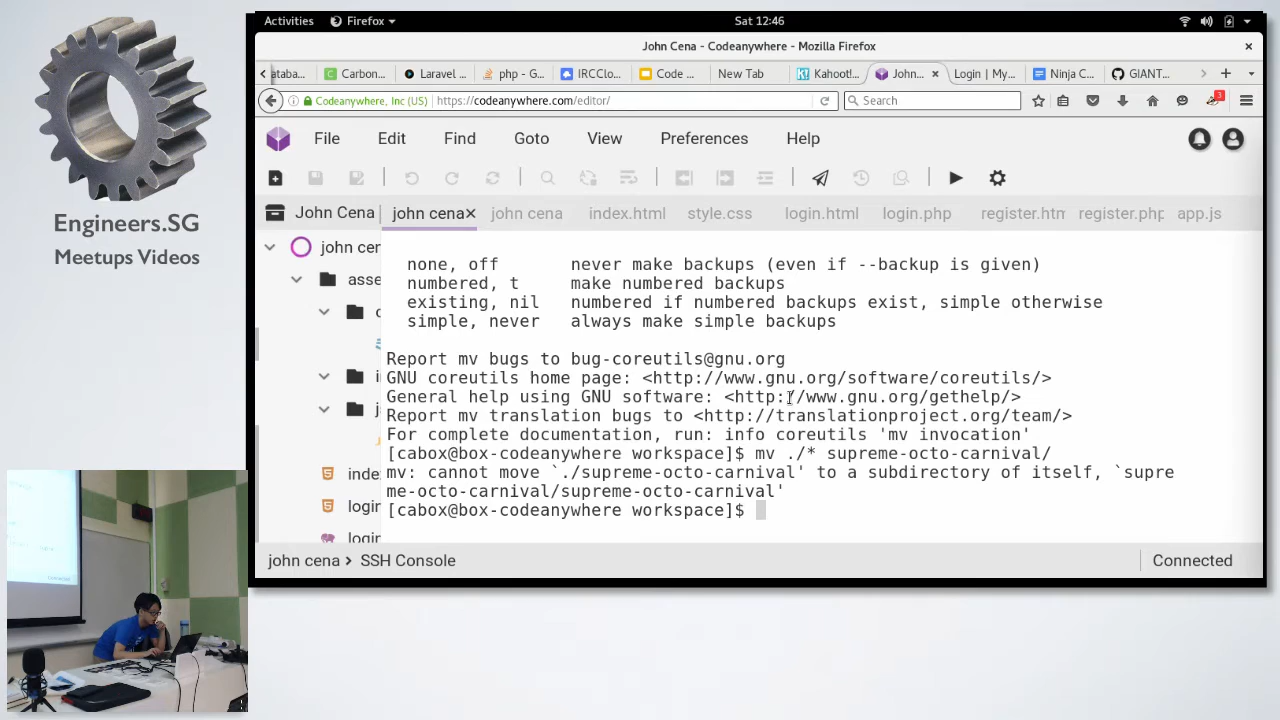 Activities
Firefox
Sat 12:46
John Cena - Codeanywhere - Mozilla Firefox
ataba...
Carbon...
Laravel ...
php - G...
IRCClo...
Code ...
New Tab
Kahoot!...
John...
Login | My...
Ninja C...
GIANT...
Codeanywhere, Inc (US)
https://codeanywhere.com/editor/
Search
3
File
Edit
Find
Goto
View
Preferences
Help
John Cena
john cena
john cena
index.html
style.css
login.html
login.php
register.htm
register.php
app.js
john cer
asse
c
i
j
inde
login
login
none, off never make backups (even if --backup is given)
numbered, t make numbered backups
existing, nil numbered if numbered backups exist, simple otherwise
simple, never always make simple backups
Report mv bugs to bug-coreutils@gnu.org
GNU coreutils home page: <http://www.gnu.org/software/coreutils/>
General help using GNU software: <http://www.gnu.org/gethelp/>
Report mv translation bugs to <http://translationproject.org/team/>
For complete documentation, run: info coreutils 'mv invocation'
[cabox@box-codeanywhere workspace]$ mv ./* supreme-octo-carnival/
mv: cannot move `./supreme-octo-carnival' to a subdirectory of itself, `supre
me-octo-carnival/supreme-octo-carnival'
[cabox@box-codeanywhere workspace]$
john cena > SSH Console
Connected
Engineers.SG
Meetups Videos